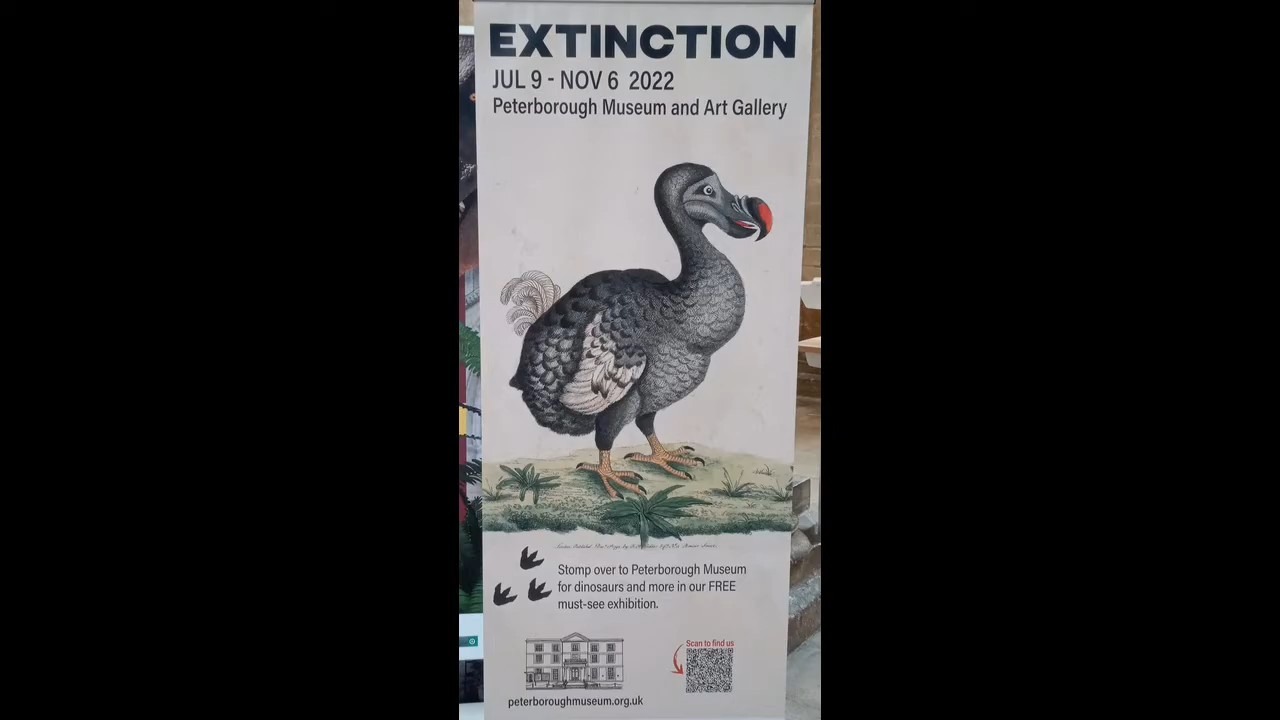 EXTINCTION
JUL 9 - NOV 6 2022
Peterborough Museum and Art Gallery
Stomp over to Peterborough Museum
for dinosaurs and more in our FREE
must-see exhibition.
Scan to find us
peterboroughmuseum.org.uk